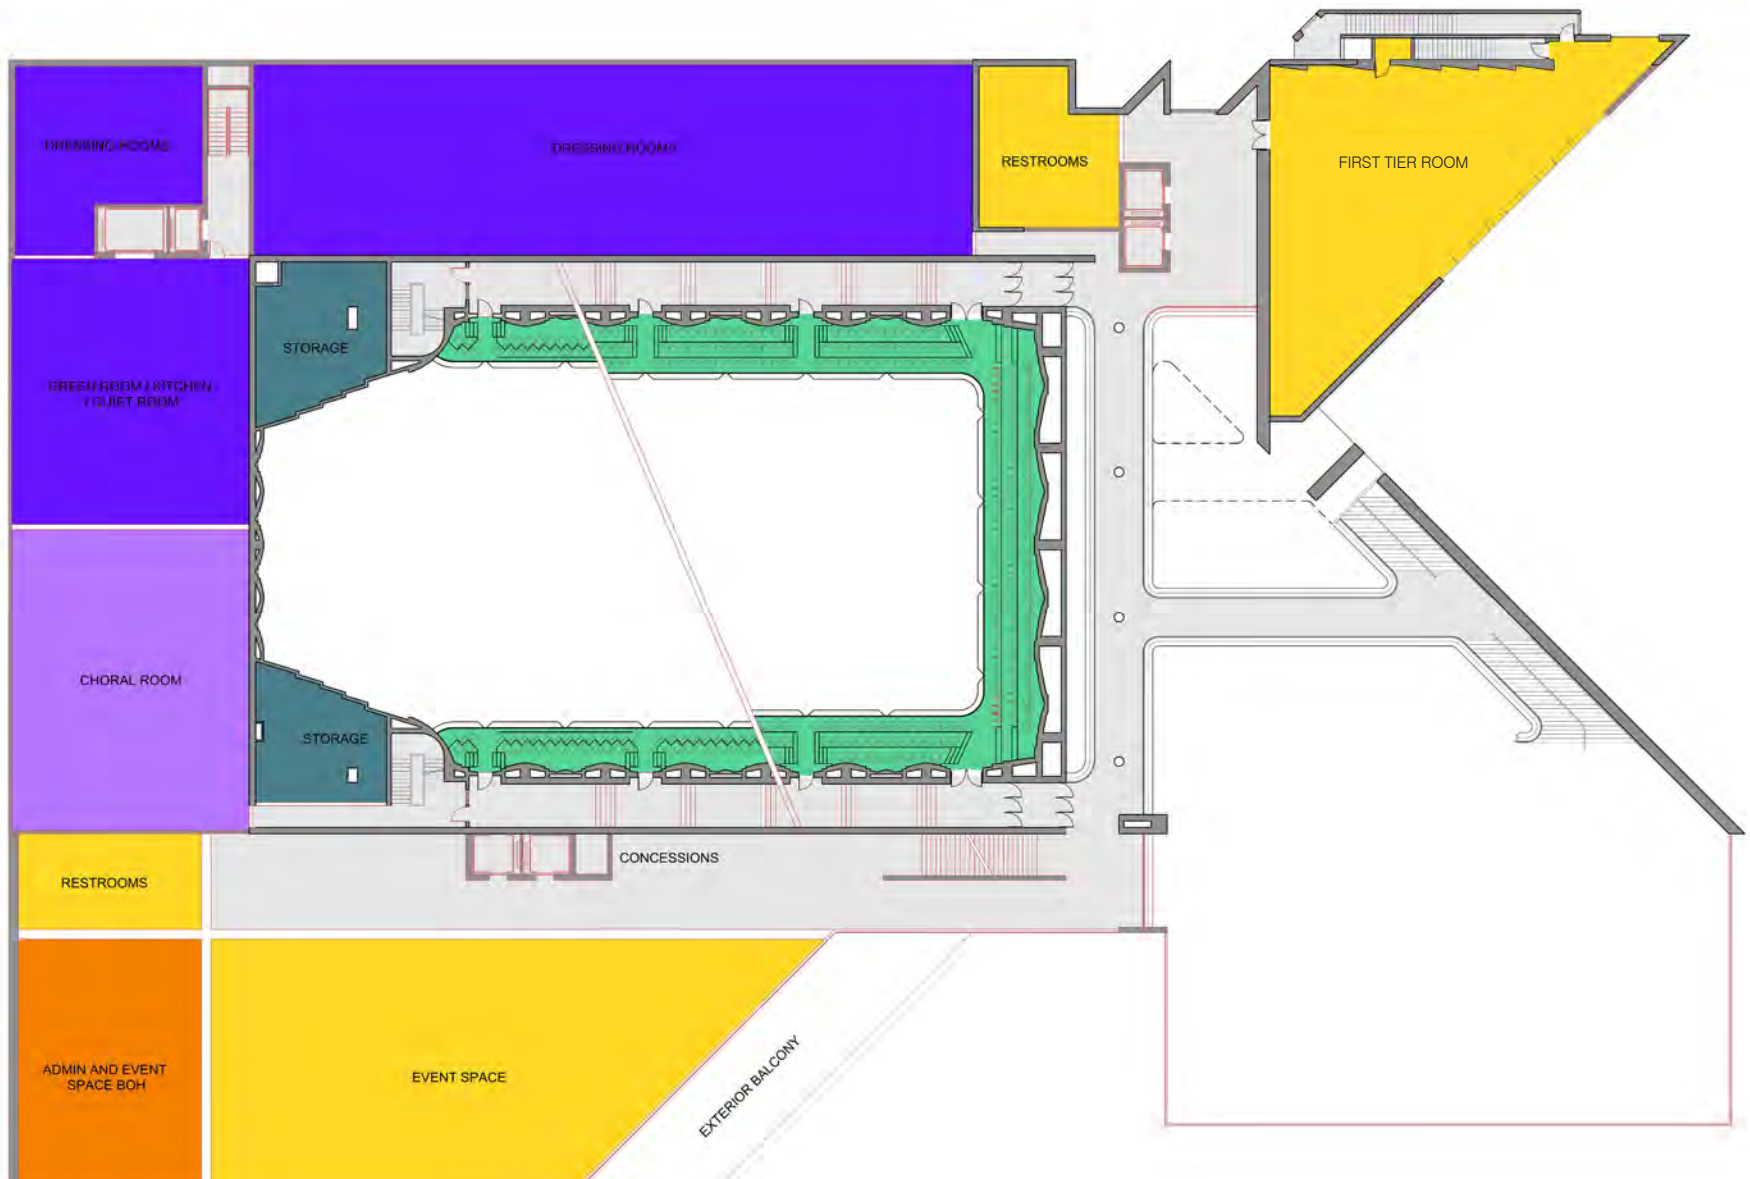 DRESSING ROOMS
DRESSING ROOMS
RESTROOMS
FIRST TIER ROOM
STORAGE
GREEN ROOM / KITCHEN
/ QUIET ROOM
CHORAL ROOM
STORAGE
CONCESSIONS
RESTROOMS
ADMIN AND EVENT
SPACE BOH
EVENT SPACE
EXTERIOR BALCONY